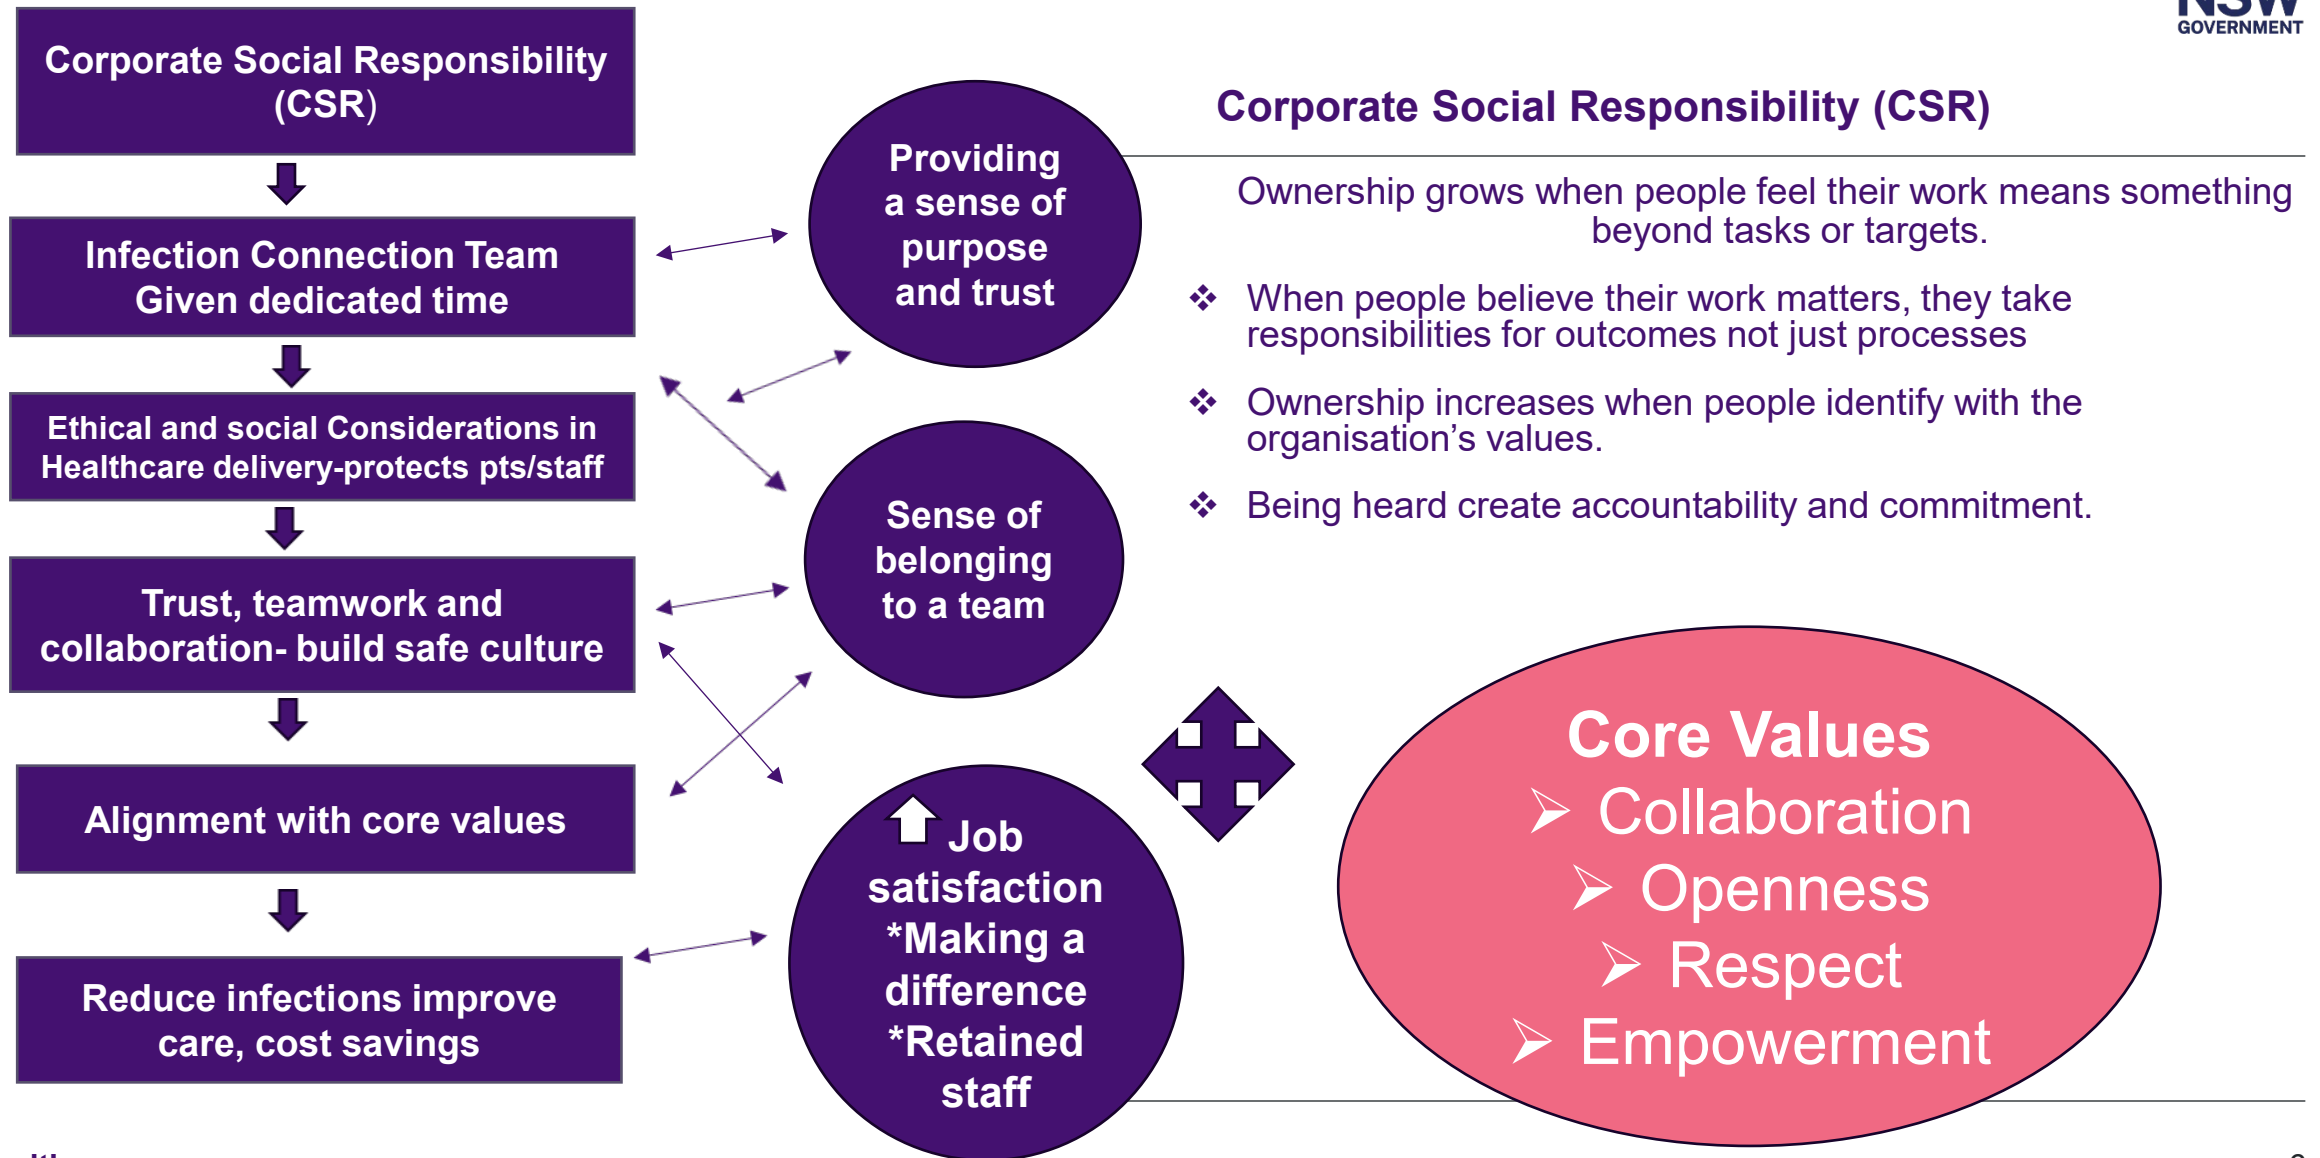 Corporate Social Responsibility
(CSR)
Infection Connection Team
Given dedicated time
Ethical and social Considerations in
Healthcare delivery-protects pts/staff
Trust, teamwork and
collaboration- build safe culture
Alignment with core values
Reduce infections improve
care, cost savings
Providing
a sense of
purpose
and trust
Sense of
belonging
to a team
Job
satisfaction
*Making a
difference
*Retained
staff
NSW
GOVERNMENT
Corporate Social Responsibility (CSR)
Ownership grows when people feel their work means something
beyond tasks or targets.
❖ When people believe their work matters, they take
responsibilities for outcomes not just processes
❖ Ownership increases when people identify with the
organisation’s values.
❖ Being heard create accountability and commitment.
Core Values
➢ Collaboration
➢ Openness
➢ Respect
➢ Empowerment